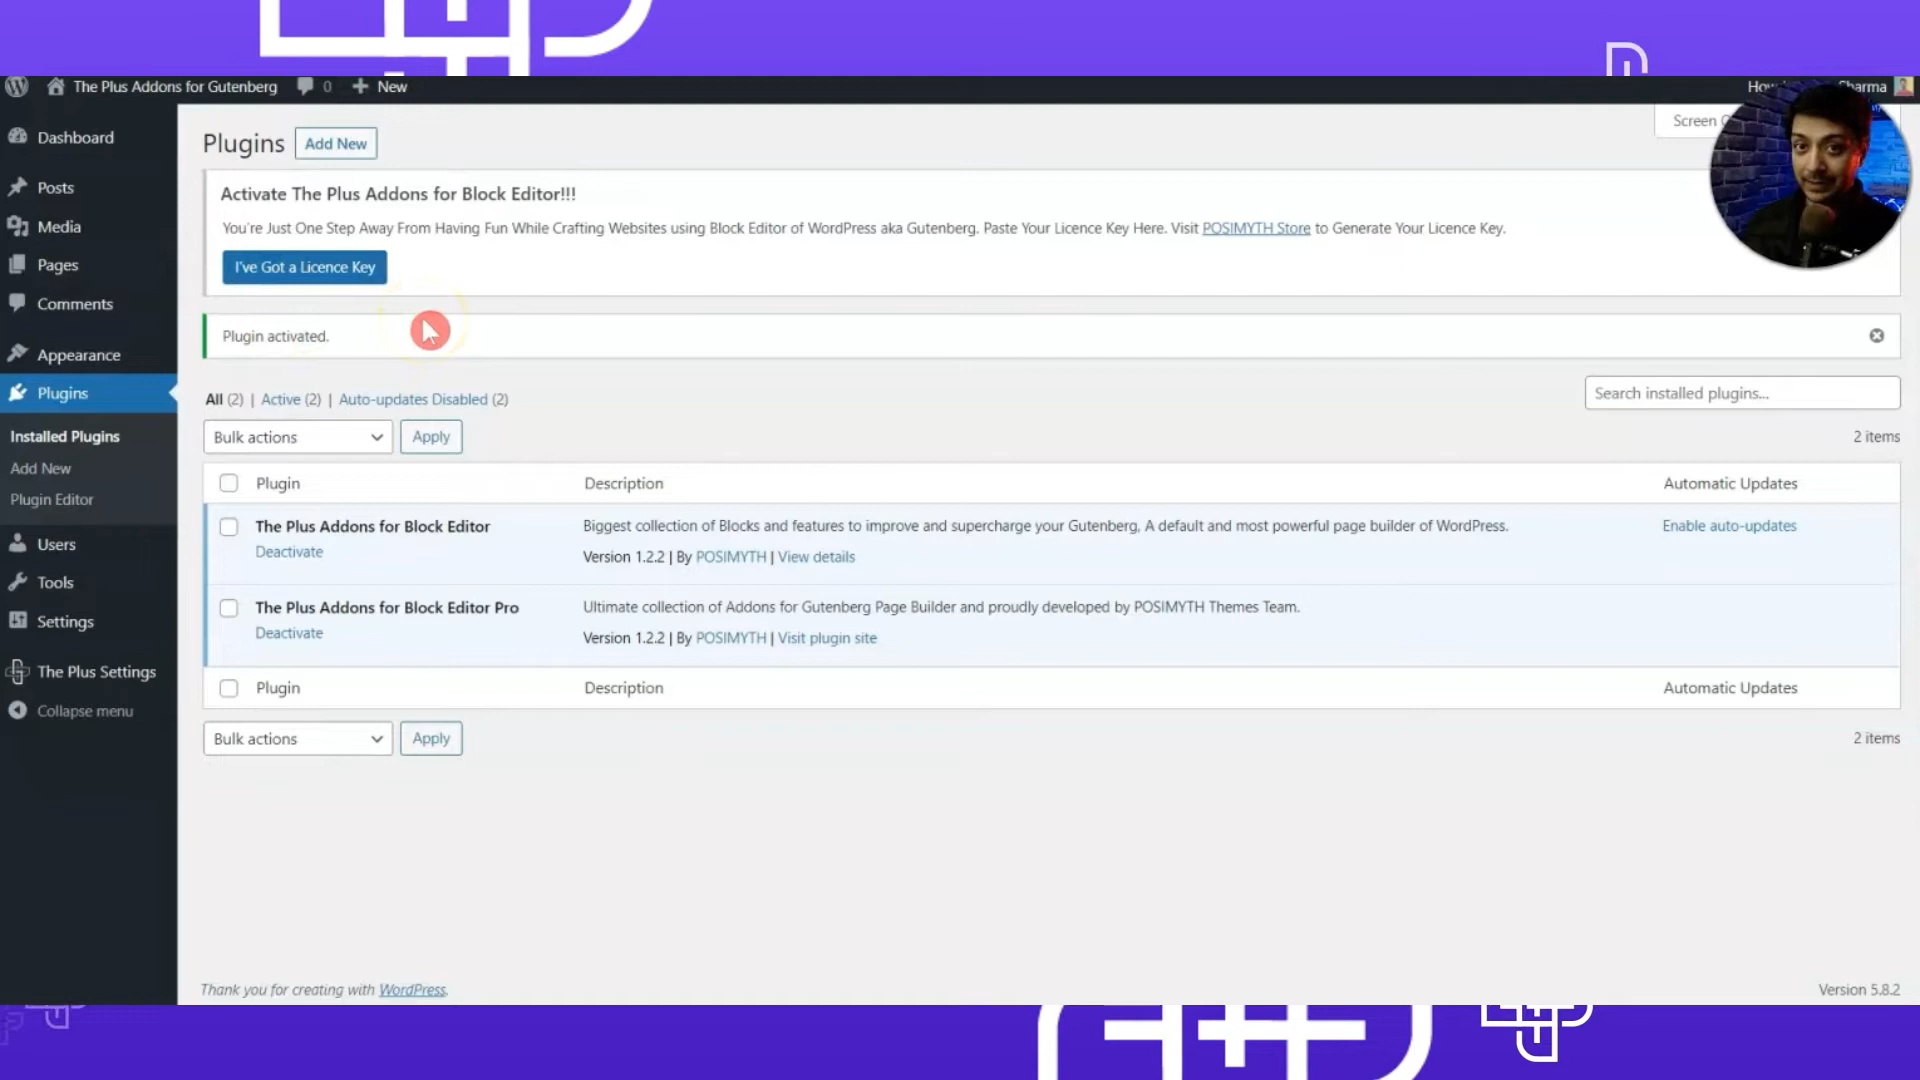 The Plus Addons for Gutenberg 0 New
Sharma
Dashboard
Posts
Media
Pages
Comments
Appearance
Plugins
Installed Plugins
Add New
Plugin Editor
Users
Tools
Settings
The Plus Settings
Collapse menu
Screen
Plugins Add New
Activate The Plus Addons for Block Editor!!!
You're Just One Step Away From Having Fun While Crafting Websites using Block Editor of WordPress aka Gutenberg. Paste Your Licence Key Here. Visit POSIMYTH Store to Generate Your Licence Key.
I've Got a Licence Key
Plugin activated.
All (2) | Active (2) | Auto-updates Disabled (2)
Search installed plugins...
Bulk actions Apply
2 items
Plugin Description Automatic Updates
The Plus Addons for Block Editor Biggest collection of Blocks and features to improve and supercharge your Gutenberg, A default and most powerful page builder of WordPress. Enable auto-updates
Deactivate
Version 1.2.2 | By POSIMYTH | View details
The Plus Addons for Block Editor Pro Ultimate collection of Addons for Gutenberg Page Builder and proudly developed by POSIMYTH Themes Team.
Deactivate
Version 1.2.2 | By POSIMYTH | Visit plugin site
Plugin Description Automatic Updates
Bulk actions Apply
2 items
Thank you for creating with WordPress.
Version 5.8.2